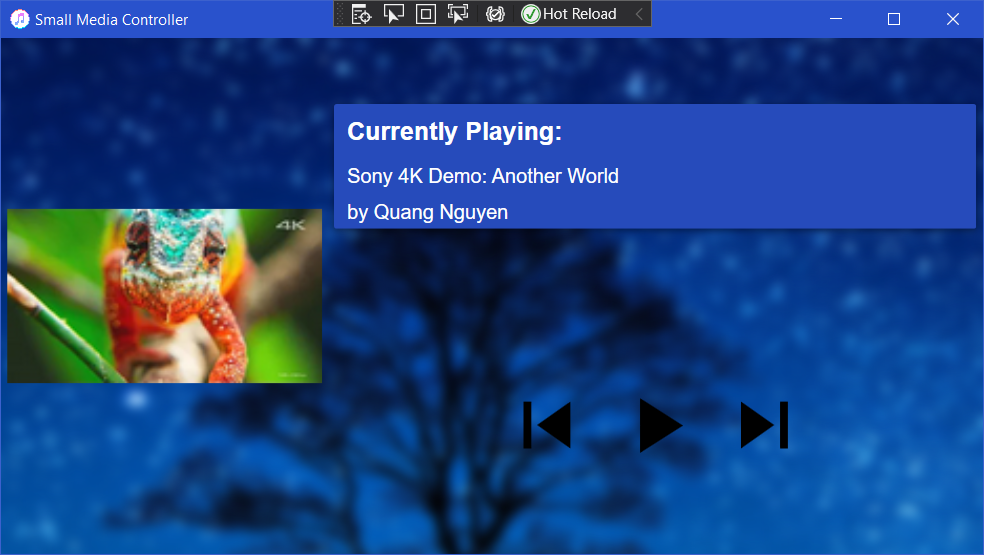 Small Media Controller
Hot Reload
Currently Playing:
Sony 4K Demo: Another World
by Quang Nguyen
4K